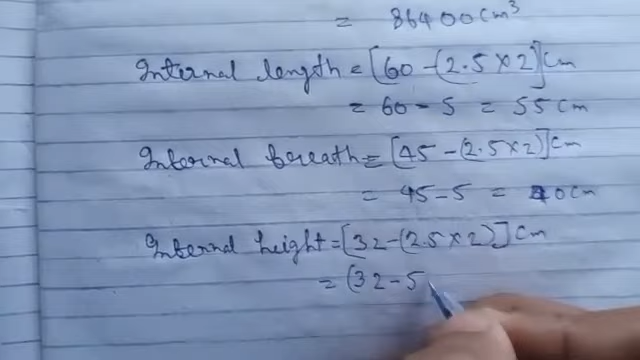 = 86400 cm³
Internal length = [60 - (2.5 × 2)] cm
= 60 - 5 = 55 cm
Internal breath = [45 - (2.5 × 2)] cm
= 45 - 5 = 40 cm
Internal height = [32 - (2.5 × 2)] cm
= (32 - 5